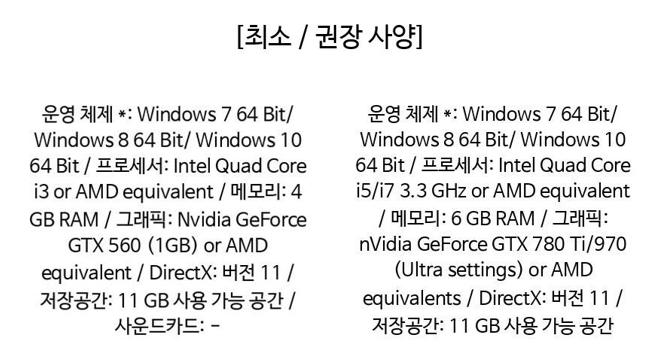 [최소 / 권장 사양]
운영 체제 *: Windows 7 64 Bit/
Windows 8 64 Bit/ Windows 10
64 Bit / 프로세서: Intel Quad Core
i3 or AMD equivalent / 메모리: 4
GB RAM / 그래픽: Nvidia GeForce
GTX 560 (1GB) or AMD
equivalent / DirectX: 버전 11 /
저장공간: 11 GB 사용 가능 공간 /
사운드카드: -
운영 체제 *: Windows 7 64 Bit/
Windows 8 64 Bit/ Windows 10
64 Bit / 프로세서: Intel Quad Core
i5/i7 3.3 GHz or AMD equivalent
/ 메모리: 6 GB RAM / 그래픽:
nVidia GeForce GTX 780 Ti/970
(Ultra settings) or AMD
equivalents / DirectX: 버전 11 /
저장공간: 11 GB 사용 가능 공간